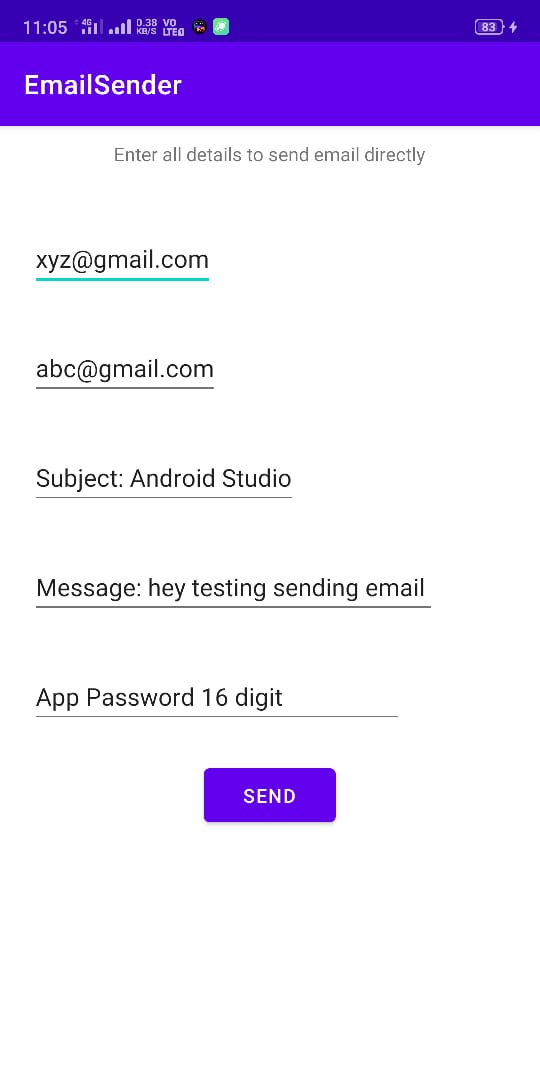 11:05 4G 0.38 KB/S VO LTE 83
EmailSender
Enter all details to send email directly
xyz@gmail.com
abc@gmail.com
Subject: Android Studio
Message: hey testing sending email
App Password 16 digit
SEND